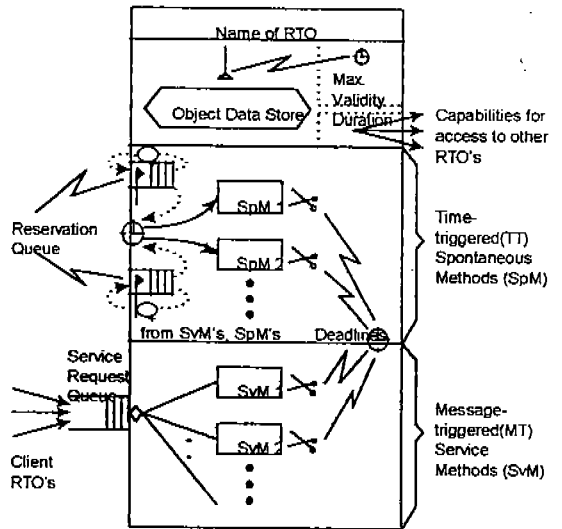 Name of RTO
Max.
Validity
Duration
Object Data Store
Capabilities for
access to other
RTO's
Reservation
Queue
SpM 1
SpM 2
Time-
triggered(TT)
Spontaneous
Methods (SpM)
from SvM's, SpM's
Deadlines
Service
Request
Queue
SvM 1
SvM 2
Client
RTO's
Message-
triggered(MT)
Service
Methods (SvM)